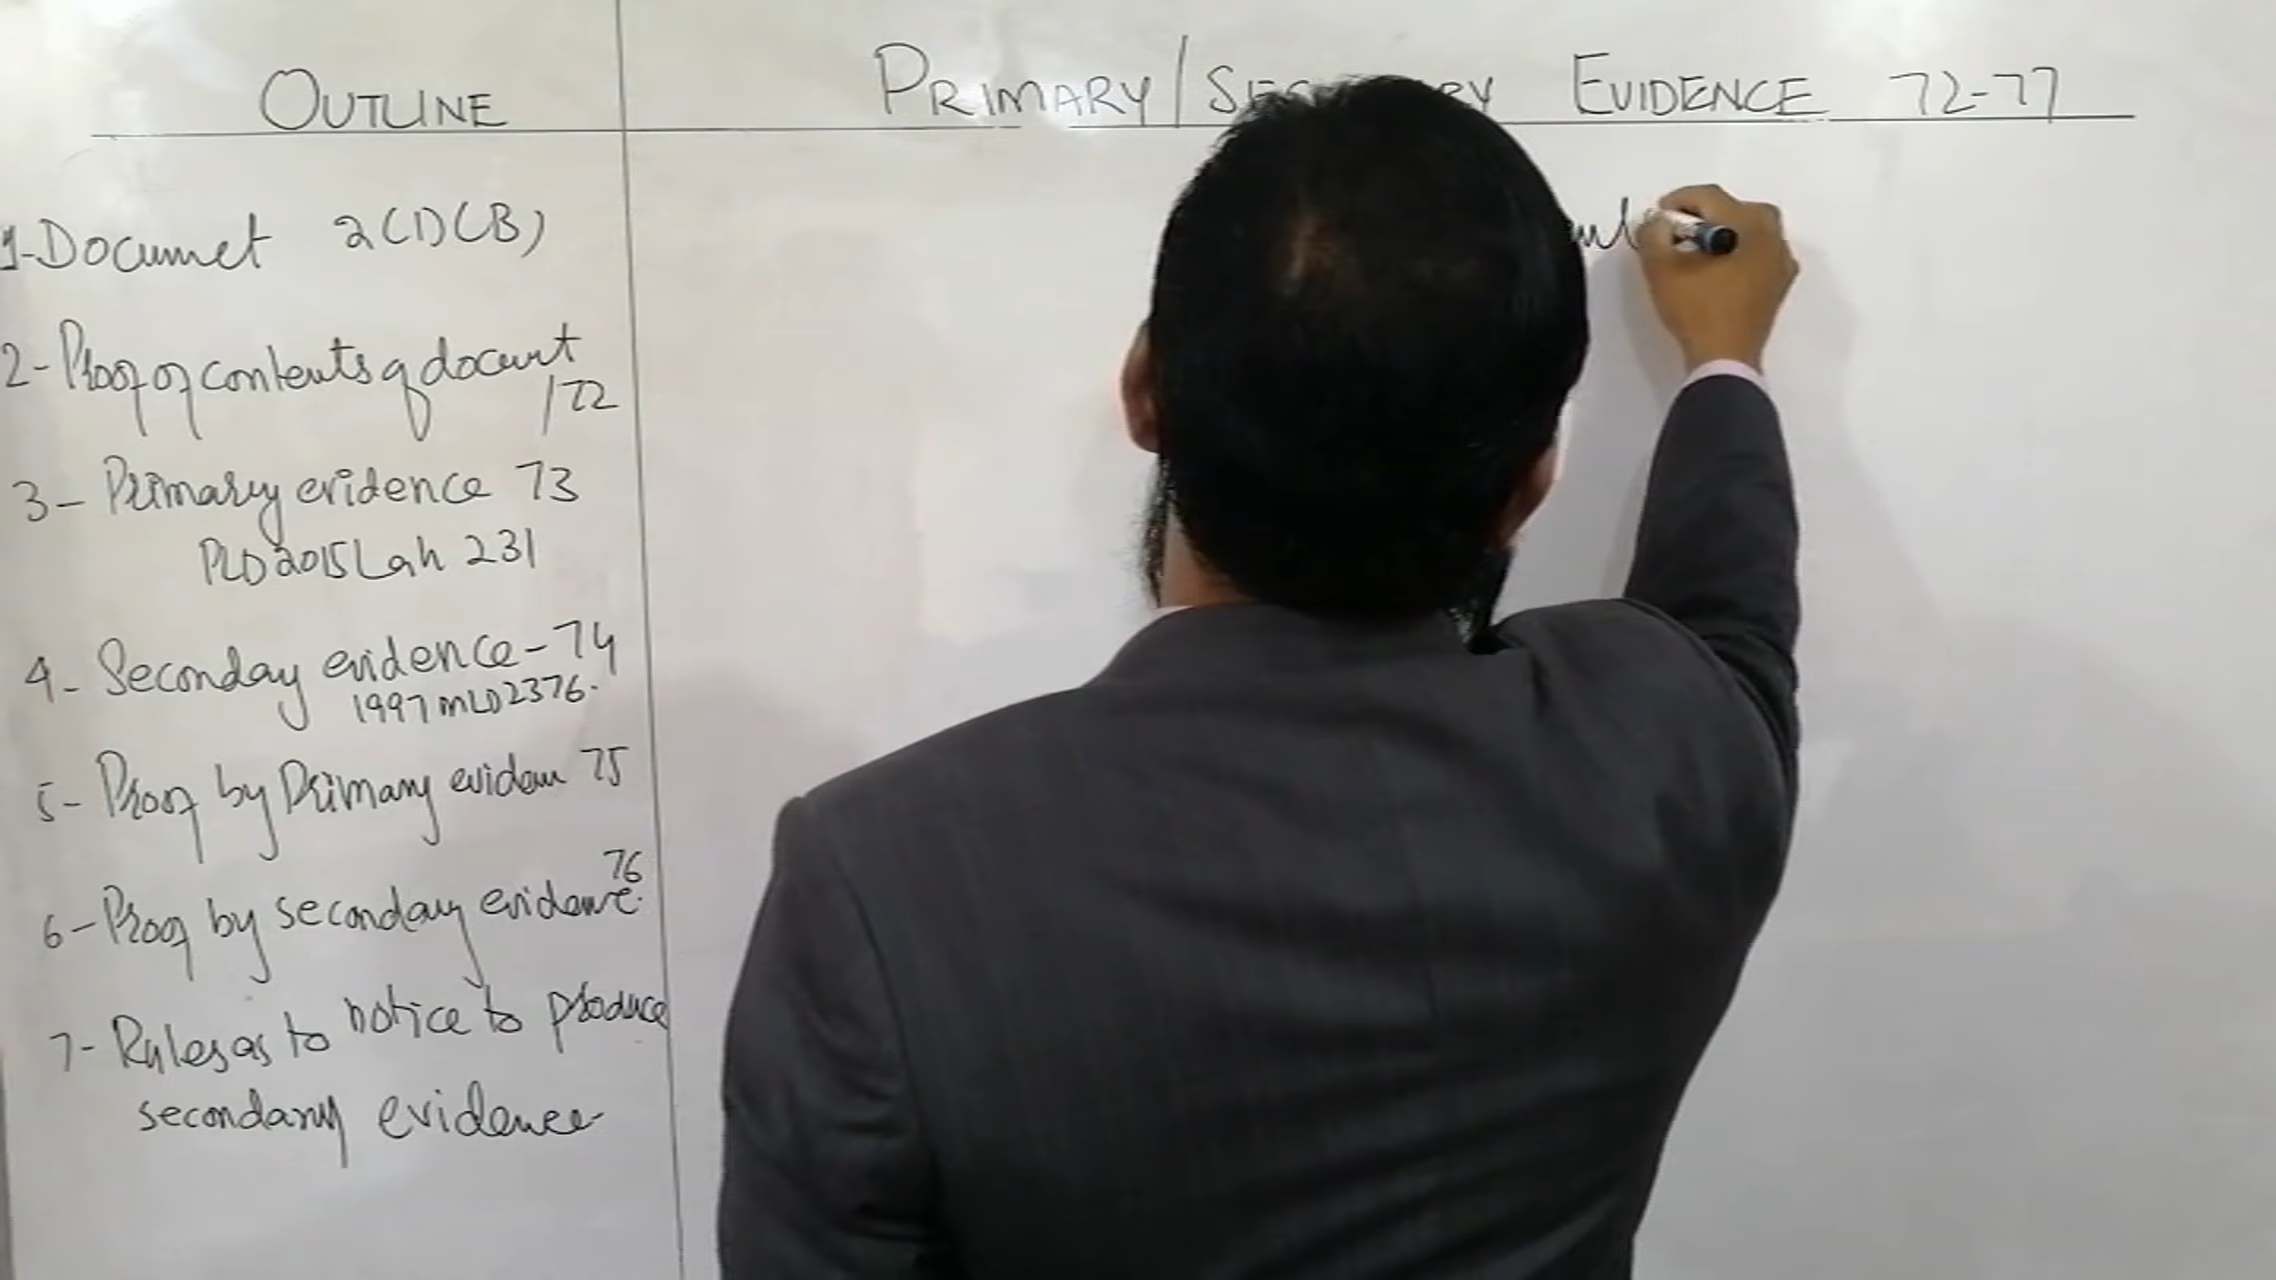 OUTLINE
PRIMARY/ EVIDENCE 72-77
1-Documet 2(1)(B)
2-Proof of contents of docuent
/72
3- Primary evidence 73
PLD 2015 Lah 231
4- Seconday evidence-74
1997 MLD 2376.
5- Proof by Primary eviden 75
76
6-Proof by secondary evidence.
7- Rules as to notice to produce
secondary evidence